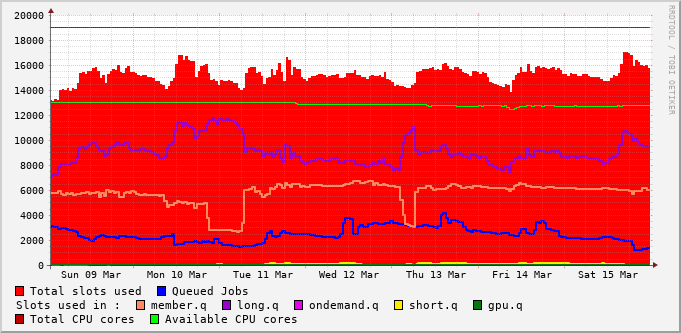 20000
18000
16000
14000
12000
10000
8000
6000
4000
2000
0
Sun 09 Mar Mon 10 Mar Tue 11 Mar Wed 12 Mar Thu 13 Mar Fri 14 Mar Sat 15 Mar
Total slots used Queued Jobs
Slots used in : member.q long.q ondemand.q short.q gpu.q
Total CPU cores Available CPU cores
RRDTOOL / TOBI OETIKER